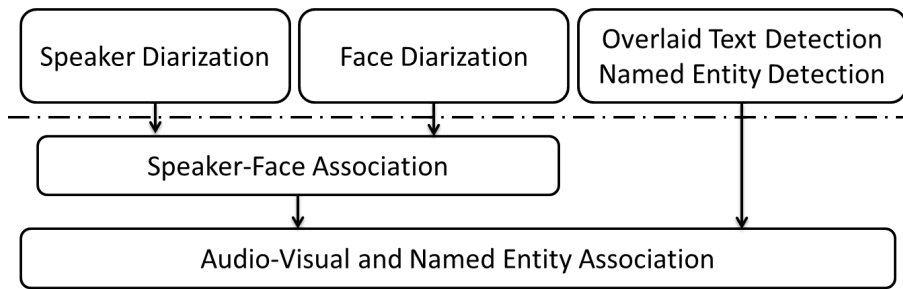 Speaker Diarization
Face Diarization
Overlaid Text Detection
Named Entity Detection
Speaker-Face Association
Audio-Visual and Named Entity Association